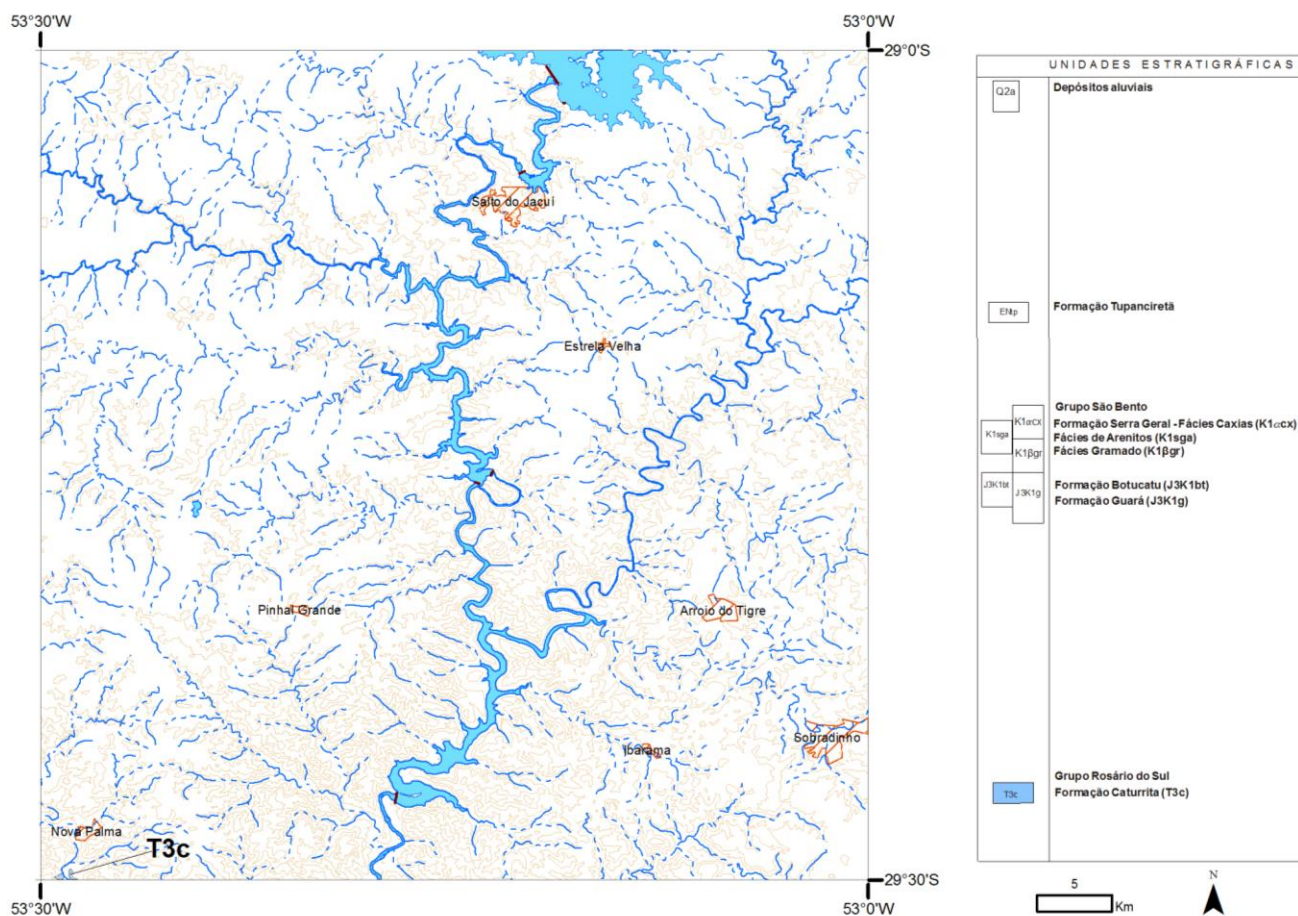 53°30'W
53°0'W
29°0'S
Salto do Jacuí
Estrela Velha
Pinhal Grande
Arroio do Tigre
Ibarama
Sobradinho
Nova Palma
T3c
29°30'S
53°30'W
53°0'W
UNIDADES ESTRATIGRÁFICAS
Q2a
Depósitos aluviais
ENtp
Formação Tupanciretã
Grupo São Bento
K1αcx
Formação Serra Geral - Fácies Caxias (K1αcx)
K1sga
Fácies de Arenitos (K1sga)
K1βgr
Fácies Gramado (K1βgr)
J3K1bt
Formação Botucatu (J3K1bt)
J3K1g
Formação Guará (J3K1g)
Grupo Rosário do Sul
T3c
Formação Caturrita (T3c)
5
Km
N